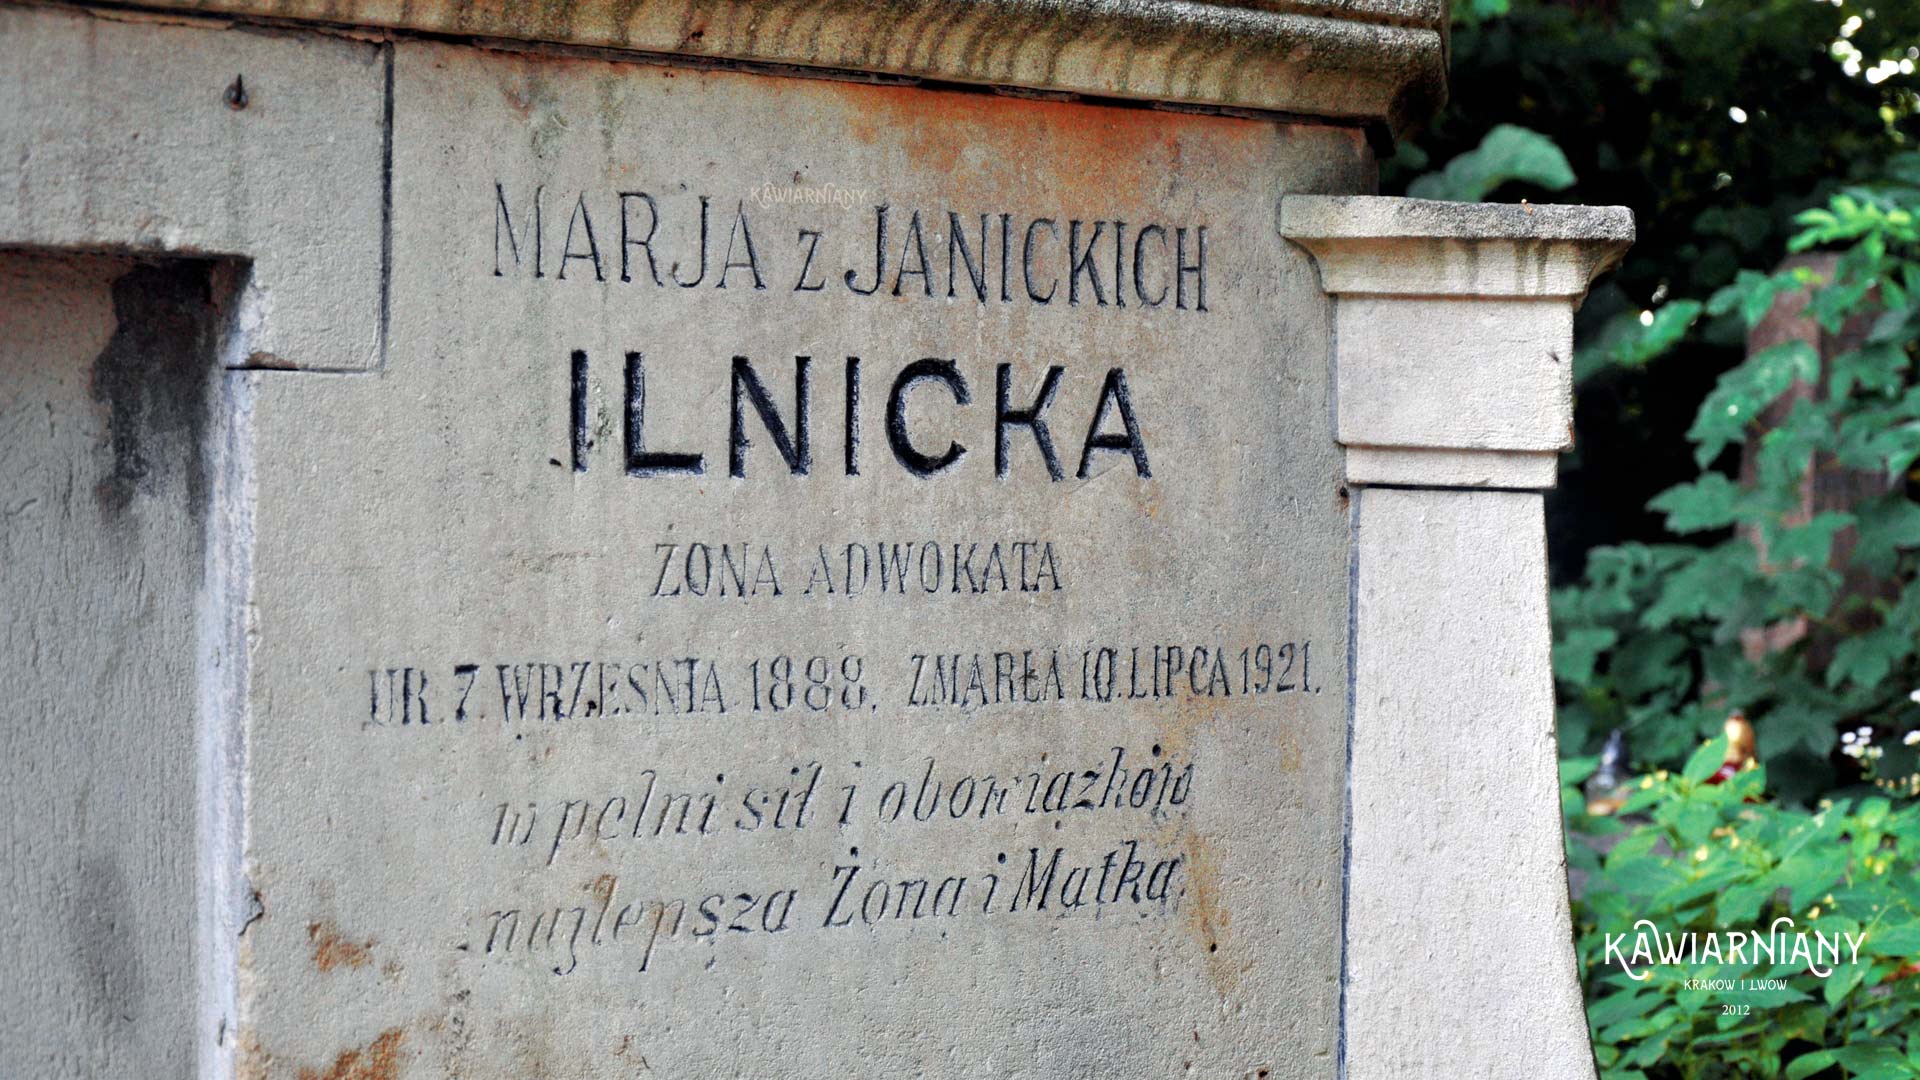 MARJA z JANICKICH
KAWIARNIANY
ILNICKA
ŻONA ADWOKATA
UR. 7. WRZEŚNIA 1888. ZMARŁA 10. LIPCA 1921.
w pełni sił i obowiązków
najlepsza Żona i Matka.
KAWIARNIANY
KRAKÓW I LWÓW
2012